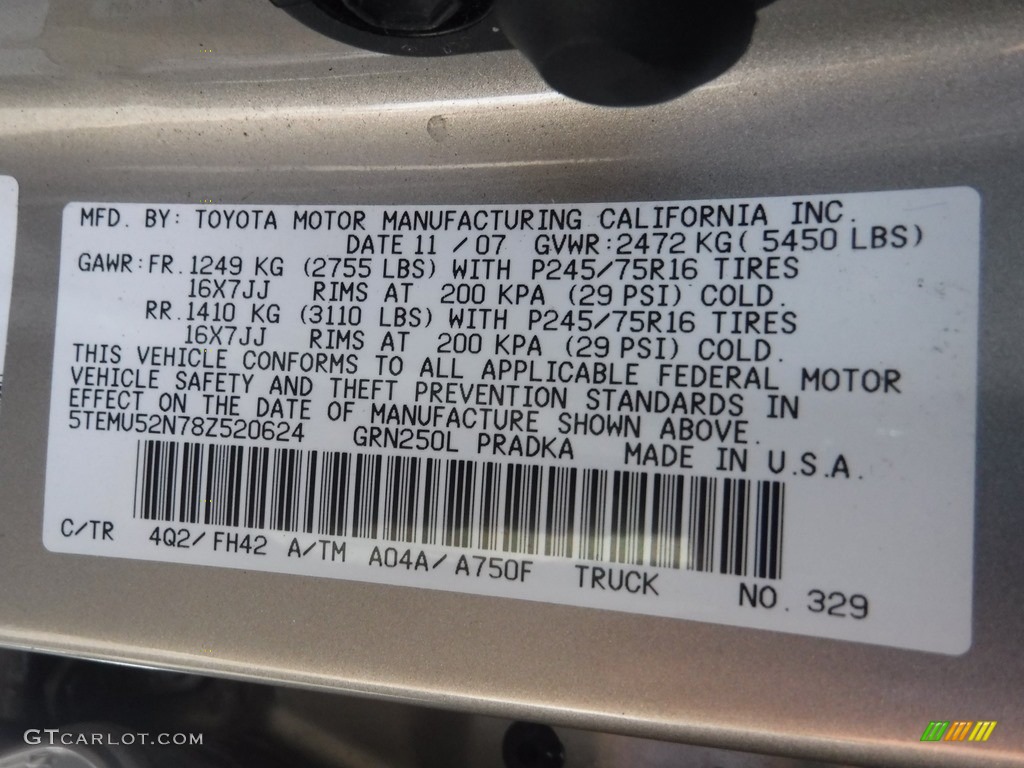 MFD. BY: TOYOTA MOTOR MANUFACTURING CALIFORNIA INC.
DATE 11 / 07 GVWR: 2472 KG ( 5450 LBS)
GAWR: FR. 1249 KG (2755 LBS) WITH P245/75R16 TIRES
16X7JJ RIMS AT 200 KPA (29 PSI) COLD.
RR. 1410 KG (3110 LBS) WITH P245/75R16 TIRES
16X7JJ RIMS AT 200 KPA (29 PSI) COLD.
THIS VEHICLE CONFORMS TO ALL APPLICABLE FEDERAL MOTOR
VEHICLE SAFETY AND THEFT PREVENTION STANDARDS IN
EFFECT ON THE DATE OF MANUFACTURE SHOWN ABOVE.
5TEMU52N78Z520624 GRN250L PRADKA MADE IN U.S.A.
C/TR 4Q2/FH42 A/TM A04A/A750F TRUCK NO. 329
GTCARLOT.COM